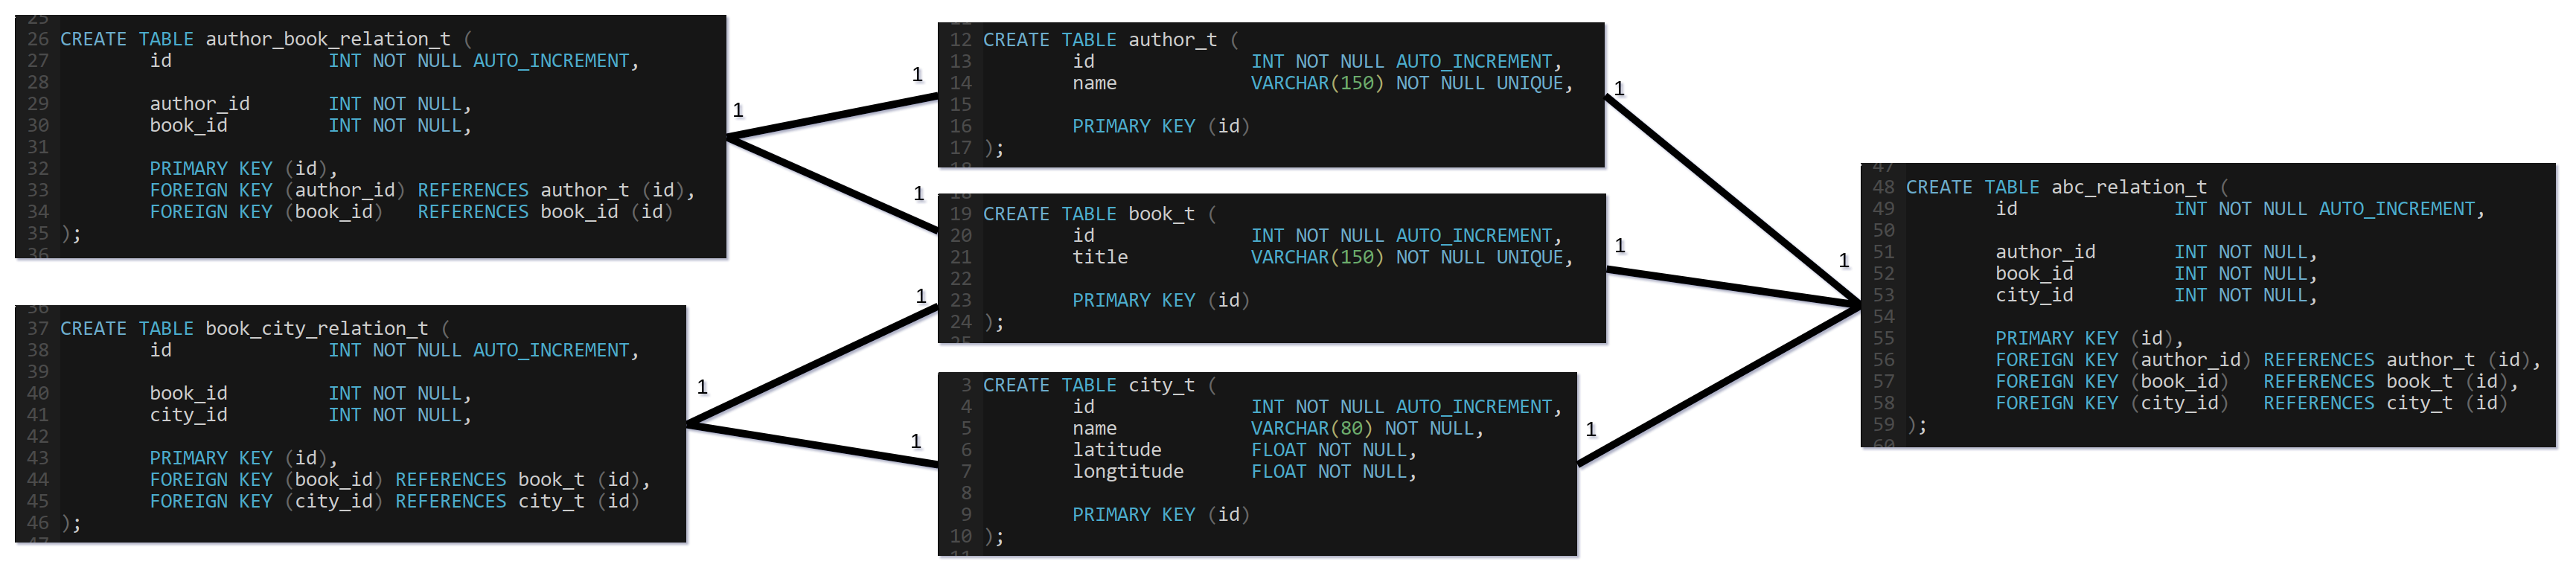 25
26 CREATE TABLE author_book_relation_t (
27 id INT NOT NULL AUTO_INCREMENT,
28
29 author_id INT NOT NULL,
30 book_id INT NOT NULL,
31
32 PRIMARY KEY (id),
33 FOREIGN KEY (author_id) REFERENCES author_t (id),
34 FOREIGN KEY (book_id) REFERENCES book_id (id)
35 );
36
1
36
37 CREATE TABLE book_city_relation_t (
38 id INT NOT NULL AUTO_INCREMENT,
39
40 book_id INT NOT NULL,
41 city_id INT NOT NULL,
42
43 PRIMARY KEY (id),
44 FOREIGN KEY (book_id) REFERENCES book_t (id),
45 FOREIGN KEY (city_id) REFERENCES city_t (id)
46 );
47
1
1
1
1
1
11
12 CREATE TABLE author_t (
13 id INT NOT NULL AUTO_INCREMENT,
14 name VARCHAR(150) NOT NULL UNIQUE,
15
16 PRIMARY KEY (id)
17 );
18
18
19 CREATE TABLE book_t (
20 id INT NOT NULL AUTO_INCREMENT,
21 title VARCHAR(150) NOT NULL UNIQUE,
22
23 PRIMARY KEY (id)
24 );
25
3 CREATE TABLE city_t (
4 id INT NOT NULL AUTO_INCREMENT,
5 name VARCHAR(80) NOT NULL,
6 latitude FLOAT NOT NULL,
7 longtitude FLOAT NOT NULL,
8
9 PRIMARY KEY (id)
10 );
11
1
1
1
1
47
48 CREATE TABLE abc_relation_t (
49 id INT NOT NULL AUTO_INCREMENT,
50
51 author_id INT NOT NULL,
52 book_id INT NOT NULL,
53 city_id INT NOT NULL,
54
55 PRIMARY KEY (id),
56 FOREIGN KEY (author_id) REFERENCES author_t (id),
57 FOREIGN KEY (book_id) REFERENCES book_t (id),
58 FOREIGN KEY (city_id) REFERENCES city_t (id)
59 );
60